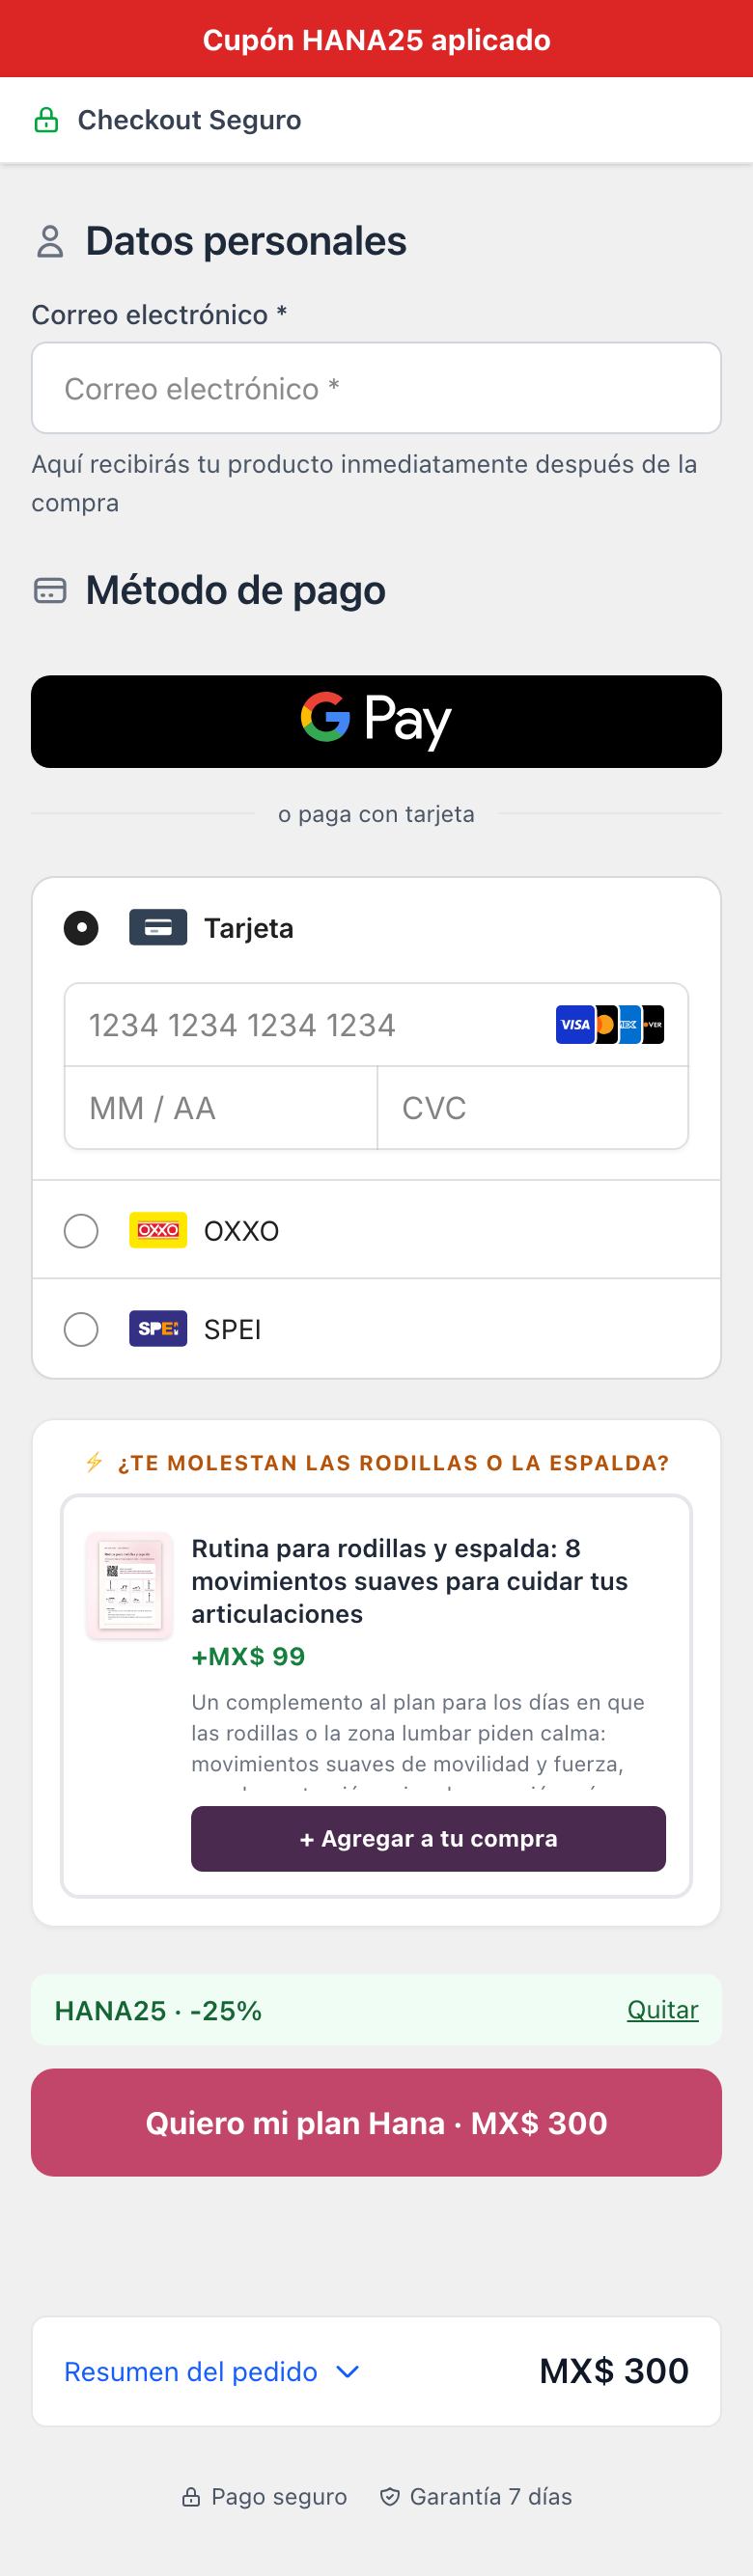 Cupón HANA25 aplicado
Checkout Seguro
Datos personales
Correo electrónico *
Correo electrónico *
Aquí recibirás tu producto inmediatamente después de la
compra
Método de pago
G Pay
o paga con tarjeta
Tarjeta
1234 1234 1234 1234
VISA
MM / AA
CVC
OXXO
OXXO
SPEI
SPEI
¿TE MOLESTAN LAS RODILLAS O LA ESPALDA?
Rutina para rodillas y espalda: 8
movimientos suaves para cuidar tus
articulaciones
+MX$ 99
Un complemento al plan para los días en que
las rodillas o la zona lumbar piden calma:
movimientos suaves de movilidad y fuerza,
+ Agregar a tu compra
HANA25 · -25%
Quitar
Quiero mi plan Hana · MX$ 300
Resumen del pedido
MX$ 300
Pago seguro
Garantía 7 días